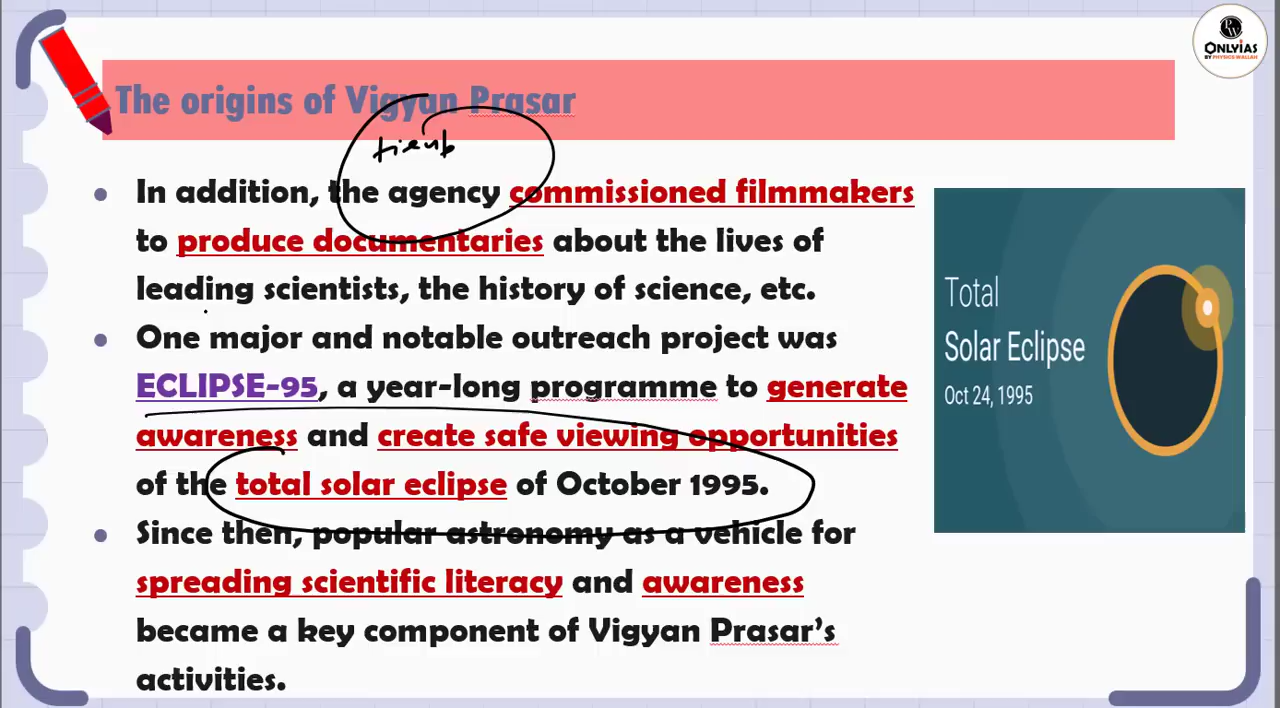 PW
ONLYIAS
BY PHYSICS WALLAH
The origins of Vigyan Prasar
In addition, the agency commissioned filmmakers
to produce documentaries about the lives of
leading scientists, the history of science, etc.
One major and notable outreach project was
ECLIPSE-95, a year-long programme to generate
awareness and create safe viewing opportunities
of the total solar eclipse of October 1995.
Since then, popular astronomy as a vehicle for
spreading scientific literacy and awareness
became a key component of Vigyan Prasar’s
activities.
Total
Solar Eclipse
Oct 24, 1995